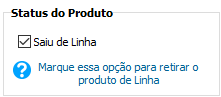 Status do Produto
Saiu de Linha
Marque essa opção para retirar o
produto de Linha